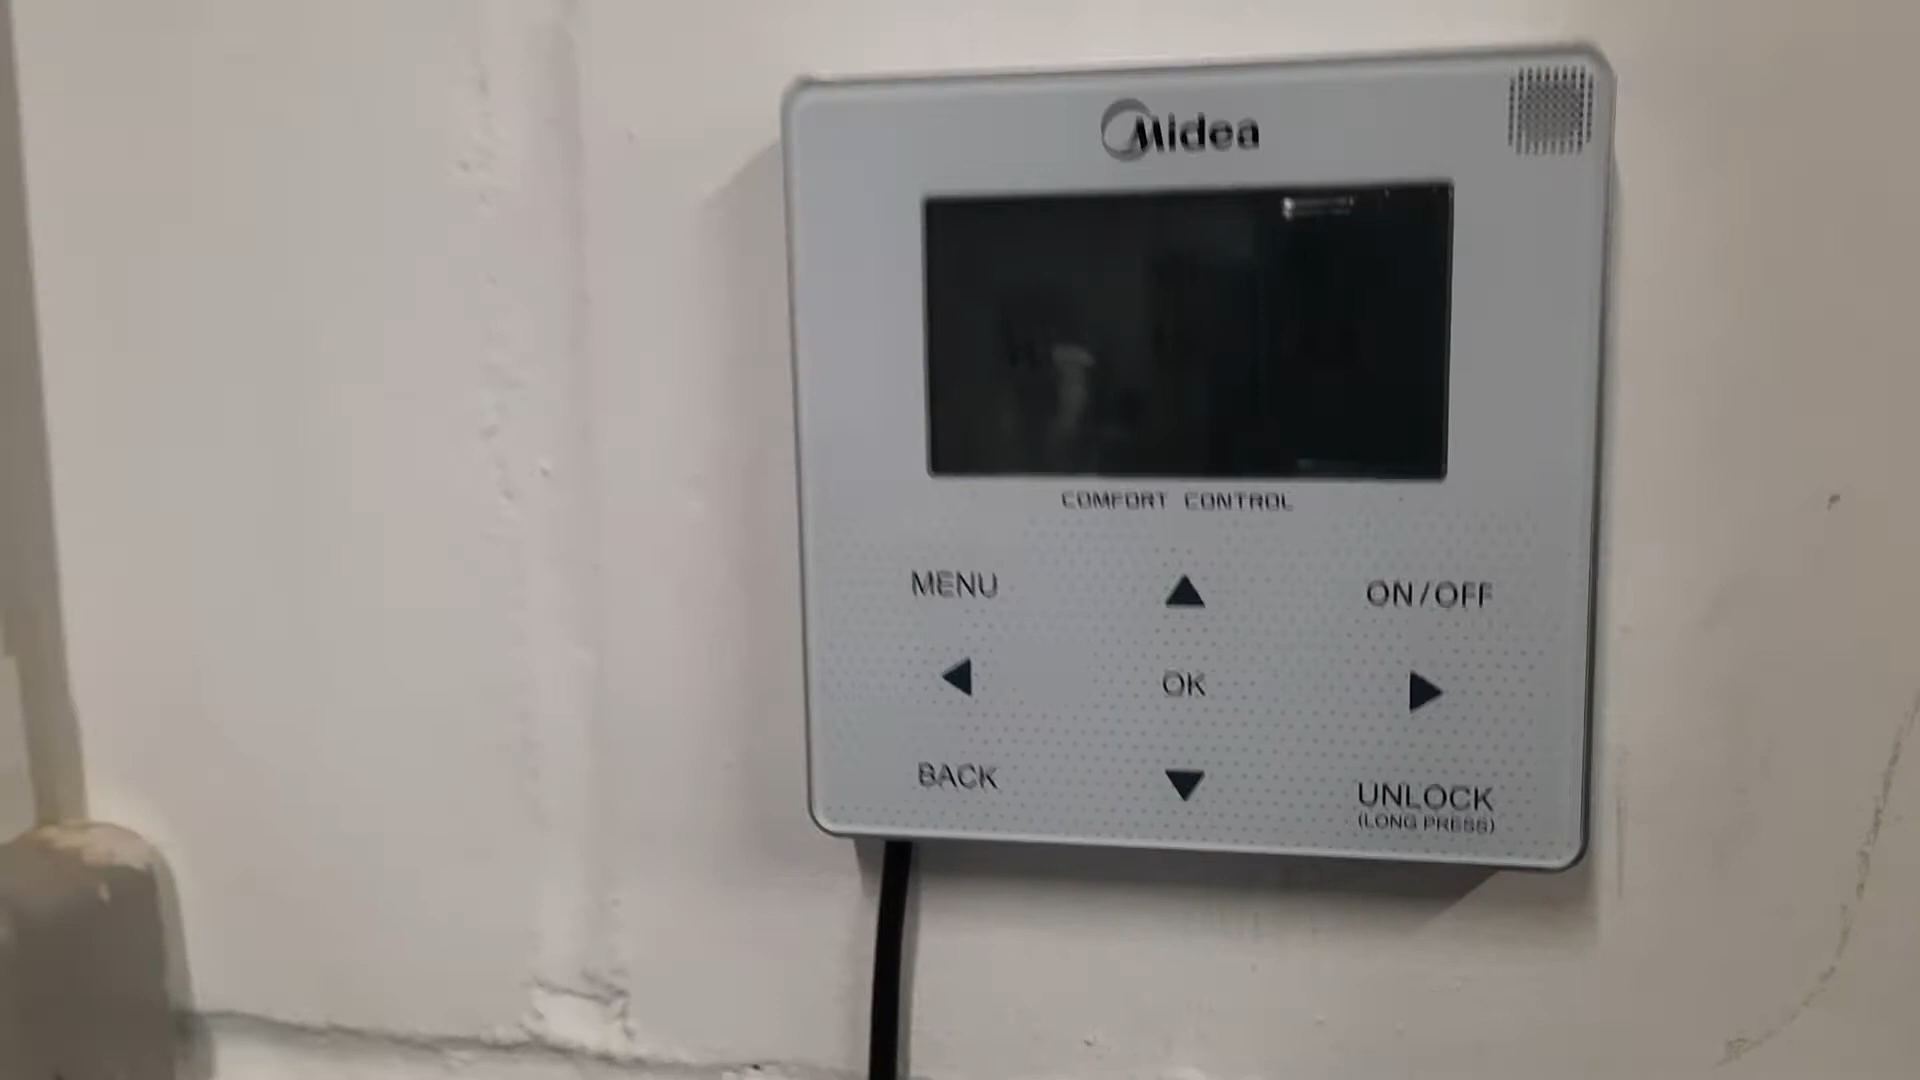 Midea
COMFORT CONTROL
MENU
ON/OFF
OK
BACK
UNLOCK
(LONG PRESS)